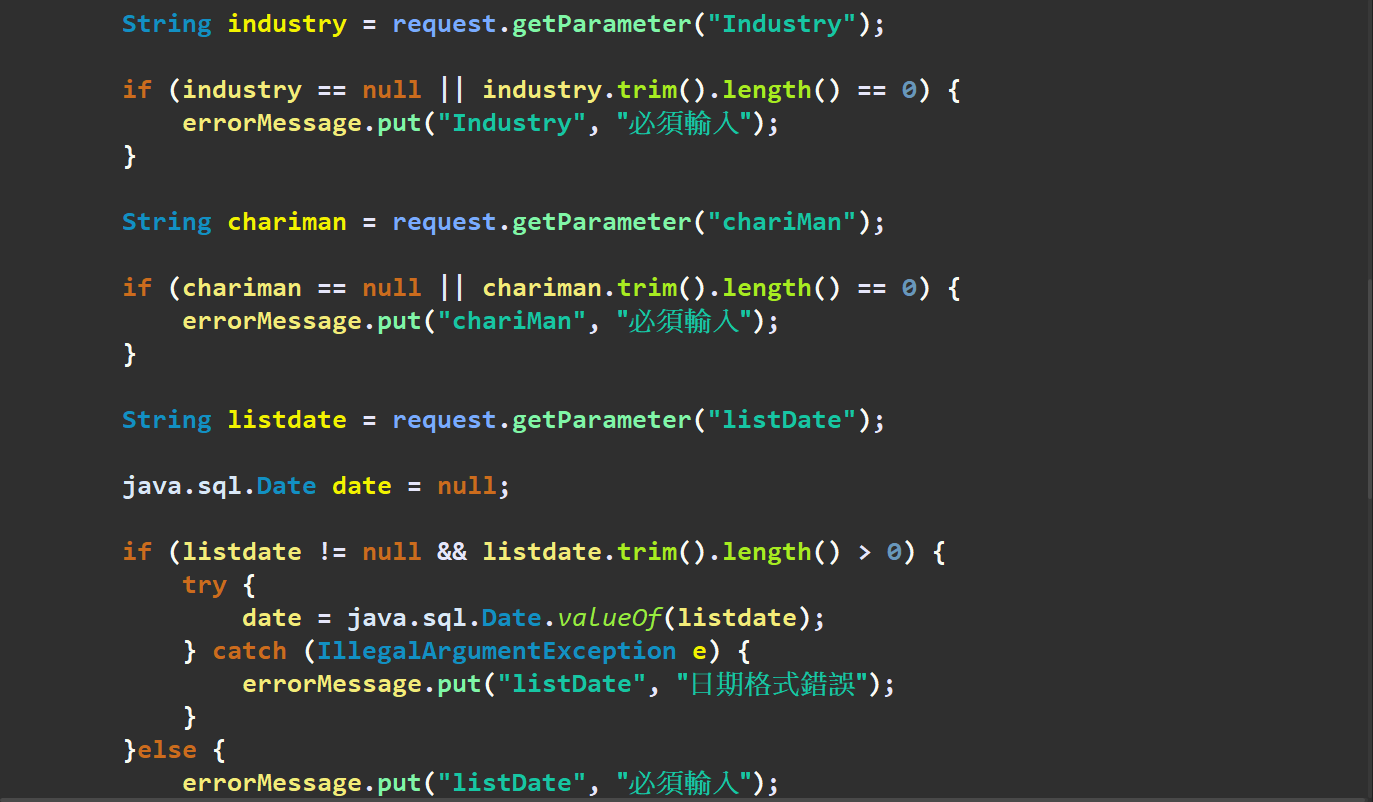 String industry = request.getParameter("Industry");
if (industry == null || industry.trim().length() == 0) {
errorMessage.put("Industry", "必須輸入");
}
String chariman = request.getParameter("chariMan");
if (chariman == null || chariman.trim().length() == 0) {
errorMessage.put("chariMan", "必須輸入");
}
String listdate = request.getParameter("listDate");
java.sql.Date date = null;
if (listdate != null && listdate.trim().length() > 0) {
try {
date = java.sql.Date.valueOf(listdate);
} catch (IllegalArgumentException e) {
errorMessage.put("listDate", "日期格式錯誤");
}
}else {
errorMessage.put("listDate", "必須輸入");